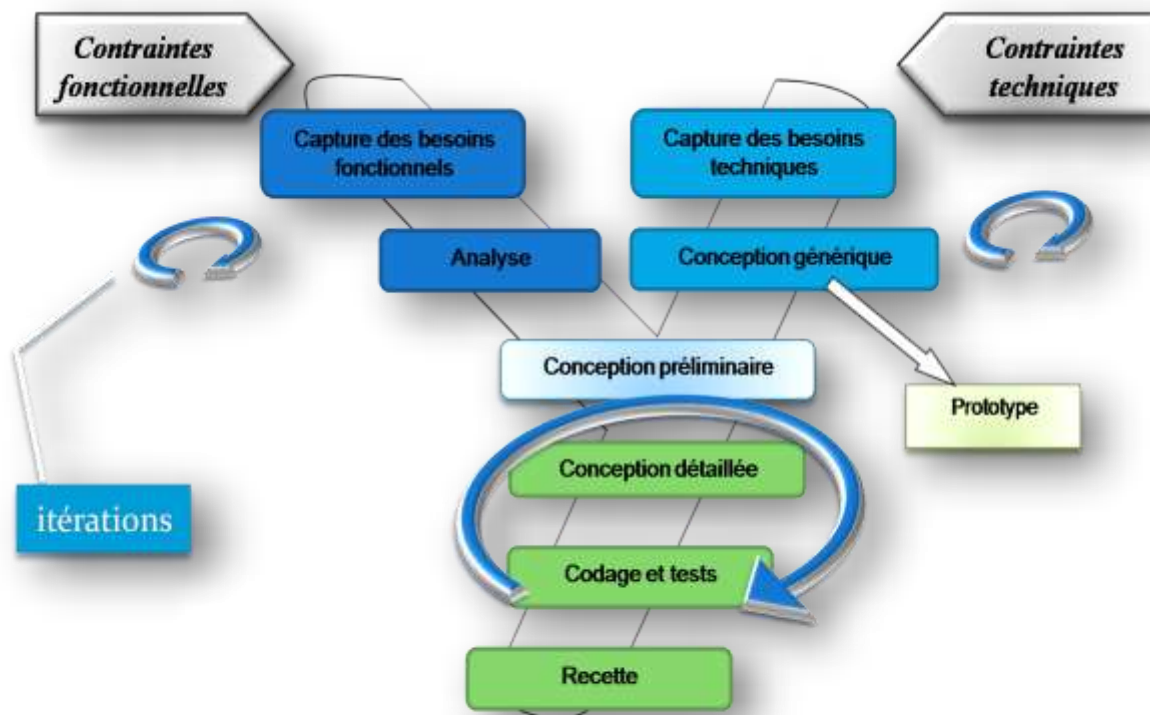 Contraintes
fonctionnelles
Contraintes
techniques
Capture des besoins
fonctionnels
Capture des besoins
techniques
Analyse
Conception générique
Conception préliminaire
Prototype
Conception détaillée
itérations
Codage et tests
Recette